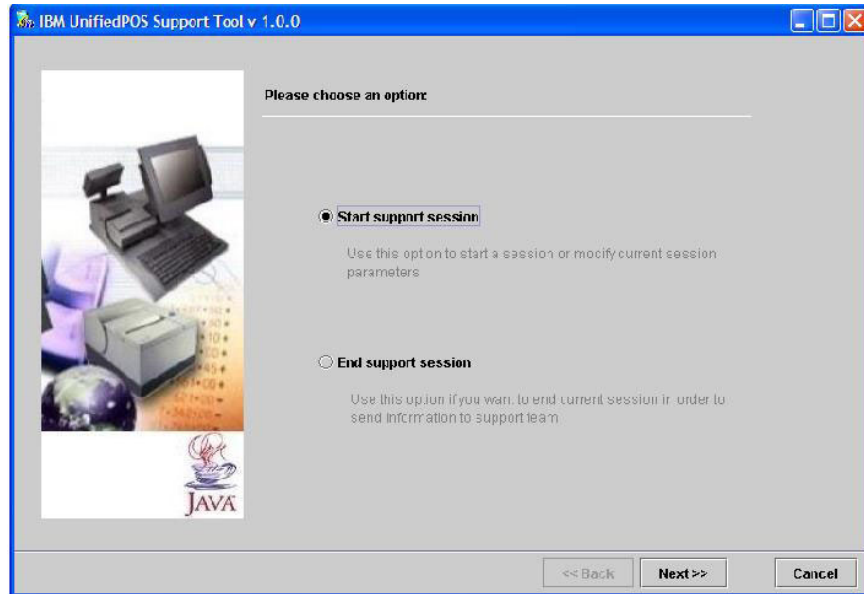 IBM UnifiedPOS Support Tool v 1.0.0
Please choose an option:
Start support session
Use this option to start a session or modify current session
parameters
End support session
Use this option if you want to end current session in order to
send information to support team
JAVA
<< Back
Next >>
Cancel